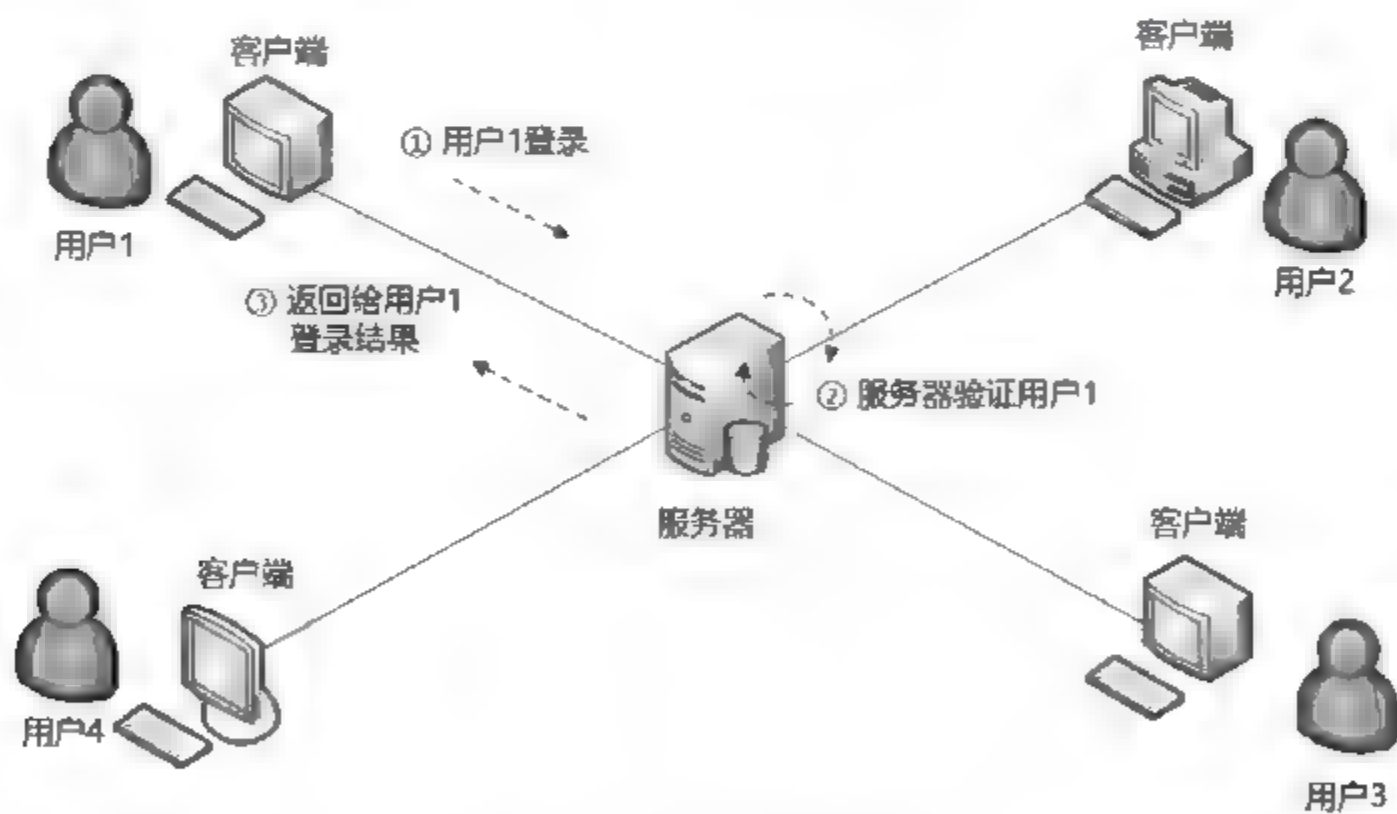 客户端
客户端
① 用户1登录
用户1
用户2
③ 返回给用户1
登录结果
② 服务器验证用户1
服务器
客户端
客户端
用户4
用户3